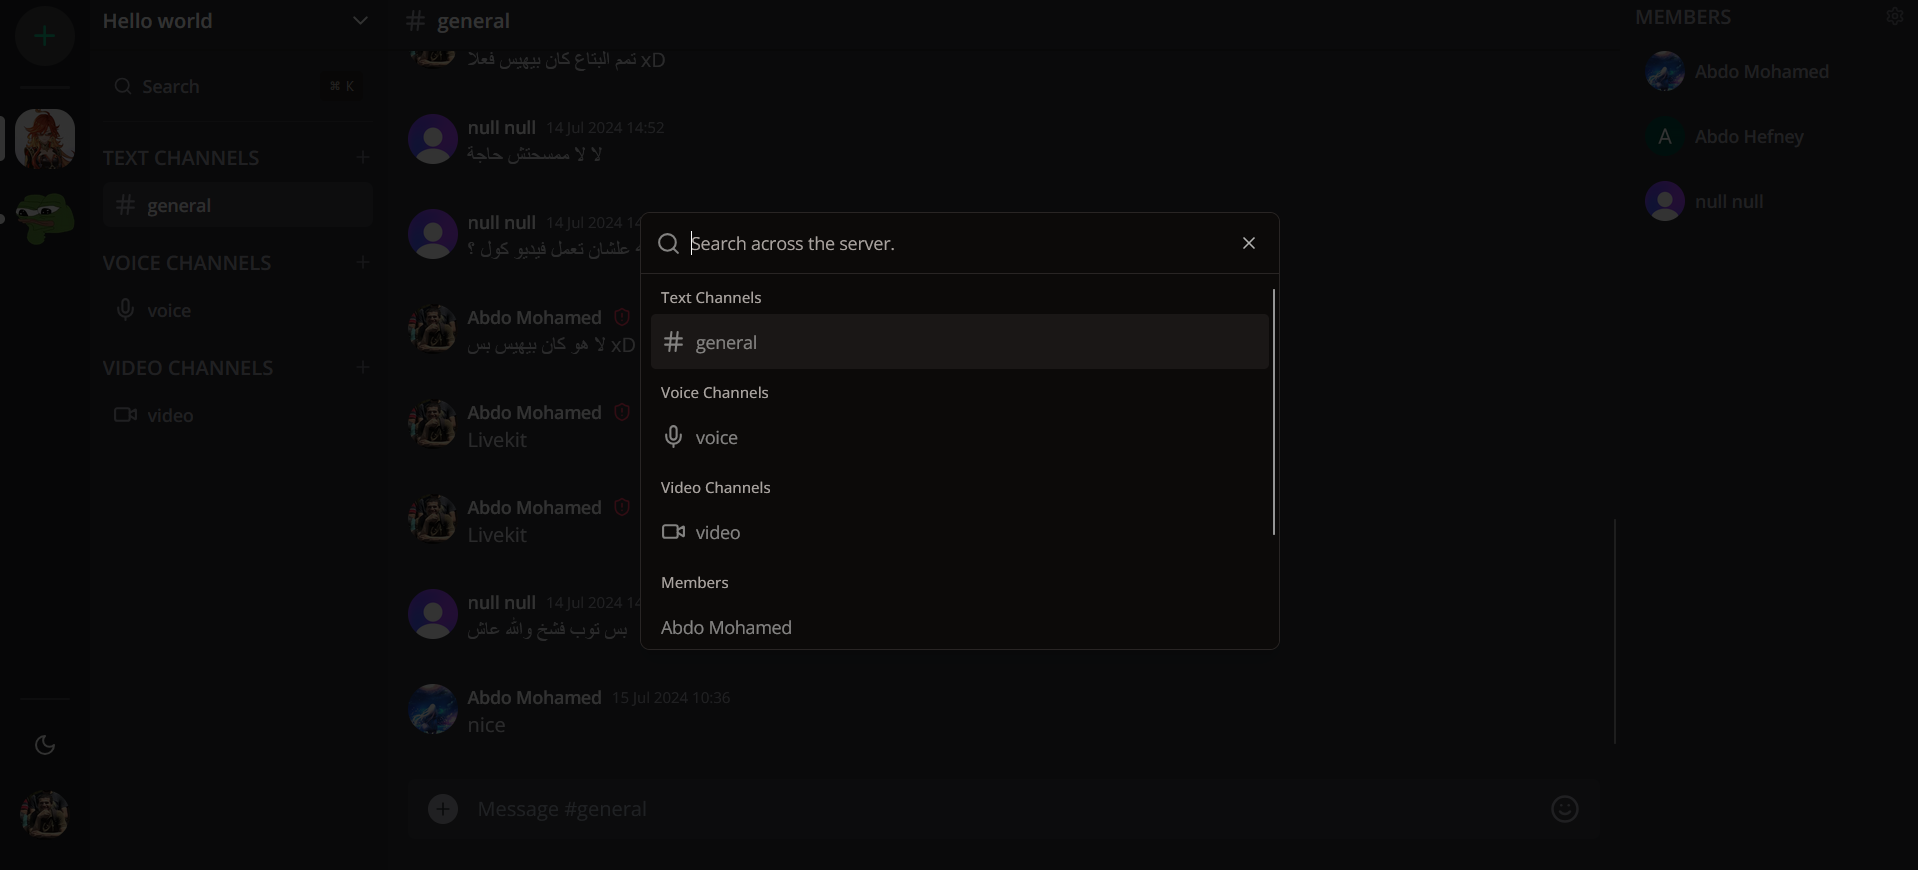 Hello world
Search
⌘ K
TEXT CHANNELS
general
VOICE CHANNELS
voice
VIDEO CHANNELS
video
# general
تمم البتاع كان بيهيس فعلا xD
null null 14 Jul 2024 14:52
لا لا ممسحتش حاجة
null null 14 Jul 2024 14
علشان تعمل فيديو كول ؟
Abdo Mohamed
لا هو كان بيهيس بس xD
Abdo Mohamed
Livekit
Abdo Mohamed
Livekit
null null 14 Jul 2024 14
بس توب فشخ والله عاش
Abdo Mohamed 15 Jul 2024 10:36
nice
Message #general
Search across the server.
Text Channels
general
Voice Channels
voice
Video Channels
video
Members
Abdo Mohamed
MEMBERS
Abdo Mohamed
A Abdo Hefney
null null